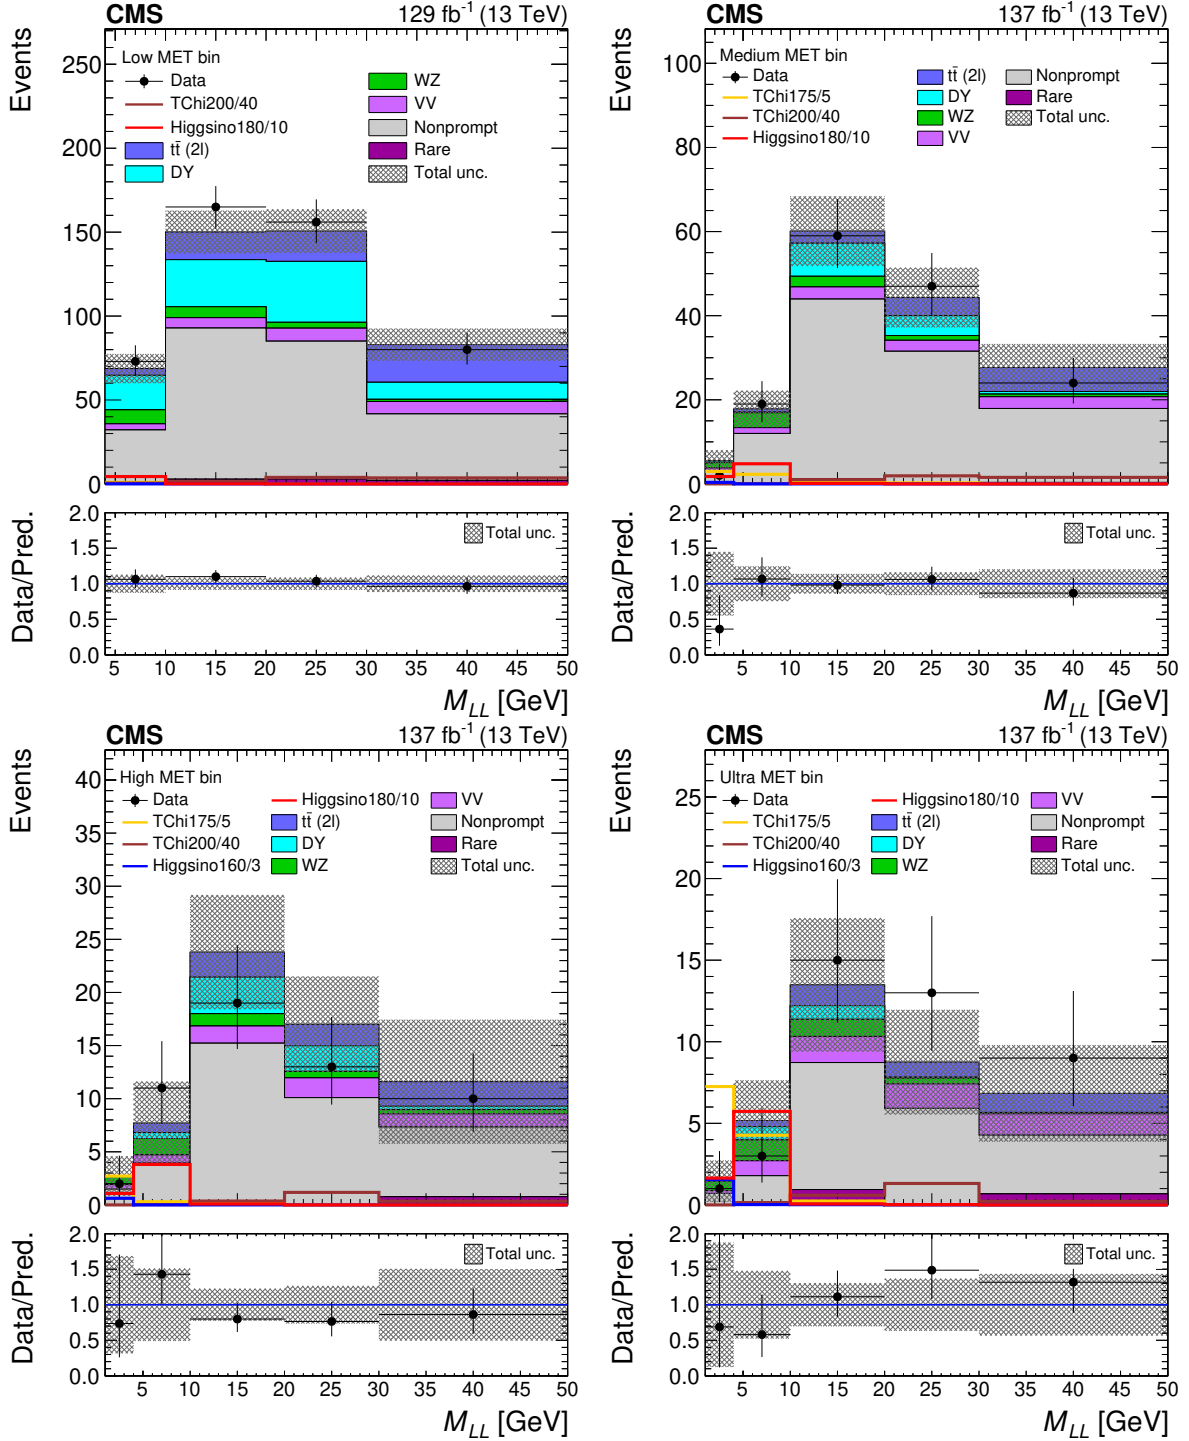 CMS 129 fb⁻¹ (13 TeV)
Events
Low MET bin
Data
TChi200/40
Higgsino180/10
tt̄ (2l)
DY
WZ
VV
Nonprompt
Rare
Total unc.
250
200
150
100
50
0
Data/Pred.
Total unc.
2.0
1.5
1.0
0.5
0.0
5 10 15 20 25 30 35 40 45 50
M_LL [GeV]
CMS 137 fb⁻¹ (13 TeV)
Events
Medium MET bin
Data
TChi175/5
TChi200/40
Higgsino180/10
tt̄ (2l)
DY
WZ
VV
Nonprompt
Rare
Total unc.
100
80
60
40
20
0
Data/Pred.
Total unc.
2.0
1.5
1.0
0.5
0.0
5 10 15 20 25 30 35 40 45 50
M_LL [GeV]
CMS 137 fb⁻¹ (13 TeV)
Events
High MET bin
Data
TChi175/5
TChi200/40
Higgsino160/3
Higgsino180/10
tt̄ (2l)
DY
WZ
VV
Nonprompt
Rare
Total unc.
40
35
30
25
20
15
10
5
0
Data/Pred.
Total unc.
2.0
1.5
1.0
0.5
0.0
5 10 15 20 25 30 35 40 45 50
M_LL [GeV]
CMS 137 fb⁻¹ (13 TeV)
Events
Ultra MET bin
Data
TChi175/5
TChi200/40
Higgsino160/3
Higgsino180/10
tt̄ (2l)
DY
WZ
VV
Nonprompt
Rare
Total unc.
25
20
15
10
5
0
Data/Pred.
Total unc.
2.0
1.5
1.0
0.5
0.0
5 10 15 20 25 30 35 40 45 50
M_LL [GeV]